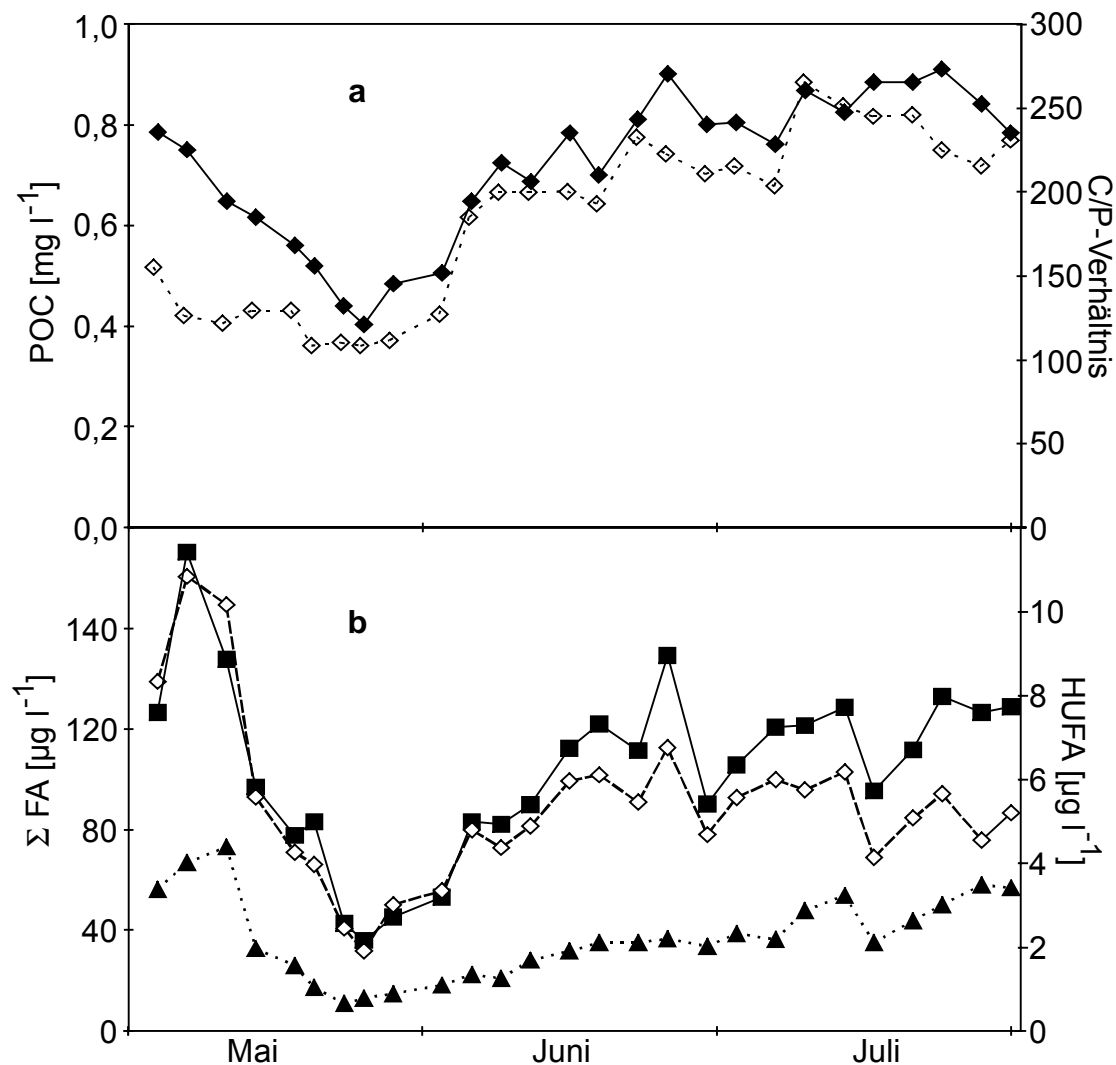 1,0
0,8
0,6
0,4
0,2
0,0
POC [mg l⁻¹]
a
300
250
200
150
100
50
0
C/P-Verhältnis
140
120
80
40
0
Σ FA [µg l⁻¹]
b
10
8
6
4
2
0
HUFA [µg l⁻¹]
Mai
Juni
Juli